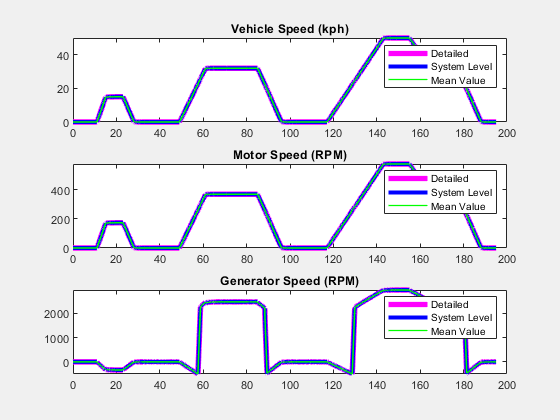 Vehicle Speed (kph)
40
20
0
Detailed
System Level
Mean Value
0 20 40 60 80 100 120 140 160 180 200
Motor Speed (RPM)
400
200
0
Detailed
System Level
Mean Value
0 20 40 60 80 100 120 140 160 180 200
Generator Speed (RPM)
2000
1000
0
Detailed
System Level
Mean Value
0 20 40 60 80 100 120 140 160 180 200